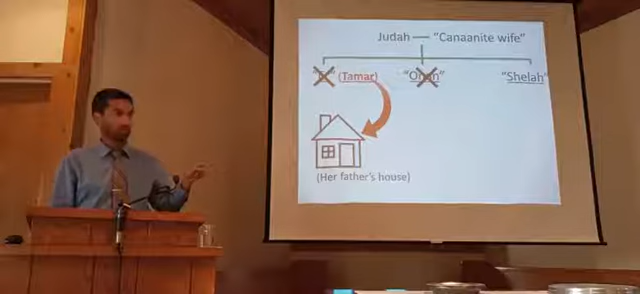 Judah — "Canaanite wife"
(Tamar) "Onan" "Shelah"
(Her father's house)